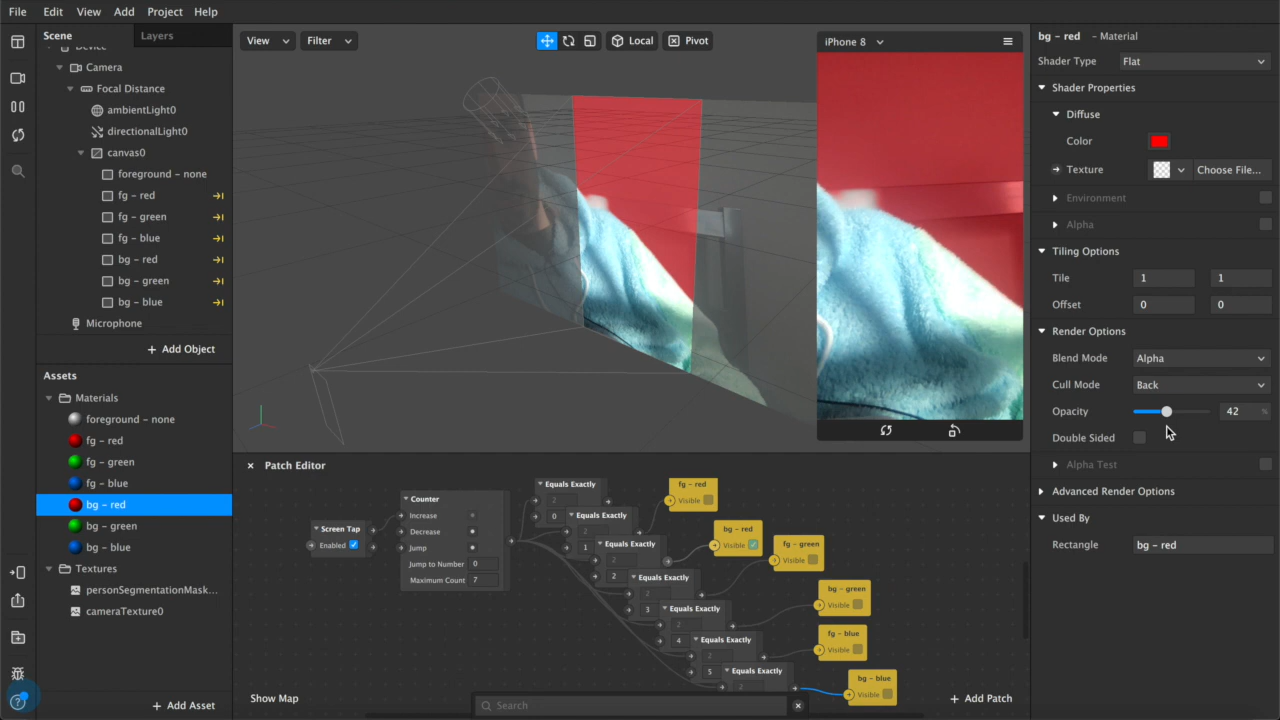 File Edit View Add Project Help
Scene Layers
Device
Camera
Focal Distance
ambientLight0
directionalLight0
canvas0
foreground - none
fg - red
fg - green
fg - blue
bg - red
bg - green
bg - blue
Microphone
+ Add Object
Assets
Materials
foreground - none
fg - red
fg - green
fg - blue
bg - red
bg - green
bg - blue
Textures
personSegmentationMask...
cameraTexture0
+ Add Asset
View Filter Local Pivot
iPhone 8
Patch Editor
Screen Tap
Enabled
Counter
Increase
Decrease
Jump
Jump to Number 0
Maximum Count 7
Equals Exactly
2
0
Equals Exactly
2
1
Equals Exactly
2
2
Equals Exactly
2
3
Equals Exactly
2
4
Equals Exactly
2
5
Equals Exactly
2
fg - red
Visible
bg - red
Visible
fg - green
Visible
bg - green
Visible
fg - blue
Visible
bg - blue
Visible
Show Map
Search
+ Add Patch
bg - red - Material
Shader Type Flat
Shader Properties
Diffuse
Color
Texture Choose File...
Environment
Alpha
Tiling Options
Tile 1 1
Offset 0 0
Render Options
Blend Mode Alpha
Cull Mode Back
Opacity 42 %
Double Sided
Alpha Test
Advanced Render Options
Used By
Rectangle bg - red